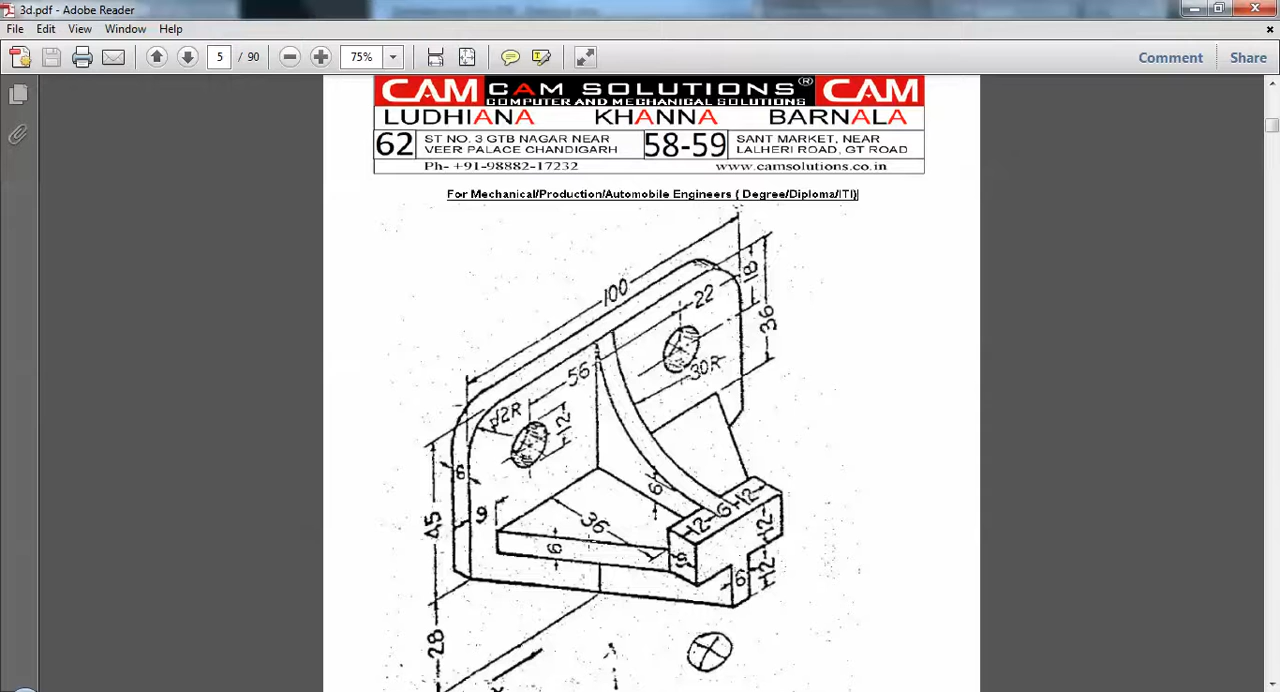 3d.pdf - Adobe Reader
File Edit View Window Help
5 / 90 75% Comment Share
CAM CAM SOLUTIONS® CAM
COMPUTER AND MECHANICAL SOLUTIONS
LUDHIANA KHANNA BARNALA
62 ST NO. 3 GTB NAGAR NEAR 58-59 SANT MARKET, NEAR
VEER PALACE CHANDIGARH LALHERI ROAD, GT ROAD
Ph- +91-98882-17232 www.camsolutions.co.in
For Mechanical/Production/Automobile Engineers ( Degree/Diploma/ITI)
100
18
22
36
56
30R
12R
12
6
6
12 6 12
9
45
36
12
6
6
12
28